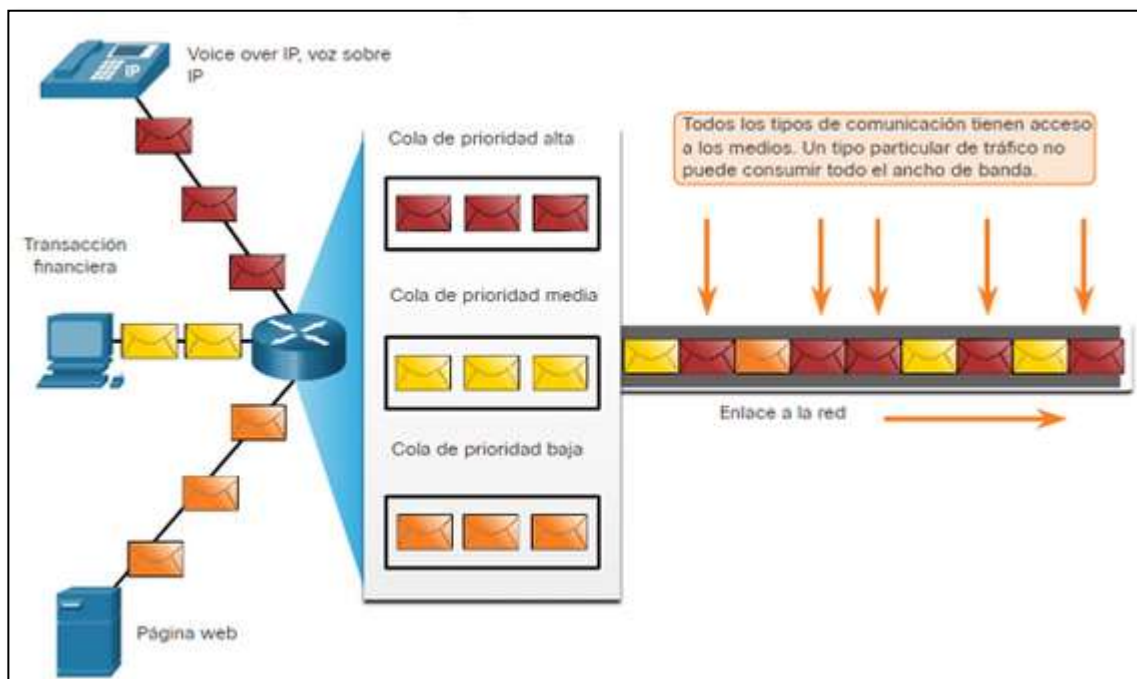 Voice over IP, voz sobre
IP
IP
Cola de prioridad alta
Todos los tipos de comunicación tienen acceso
a los medios. Un tipo particular de tráfico no
puede consumir todo el ancho de banda.
Transacción
financiera
Cola de prioridad media
Enlace a la red
Cola de prioridad baja
Página web